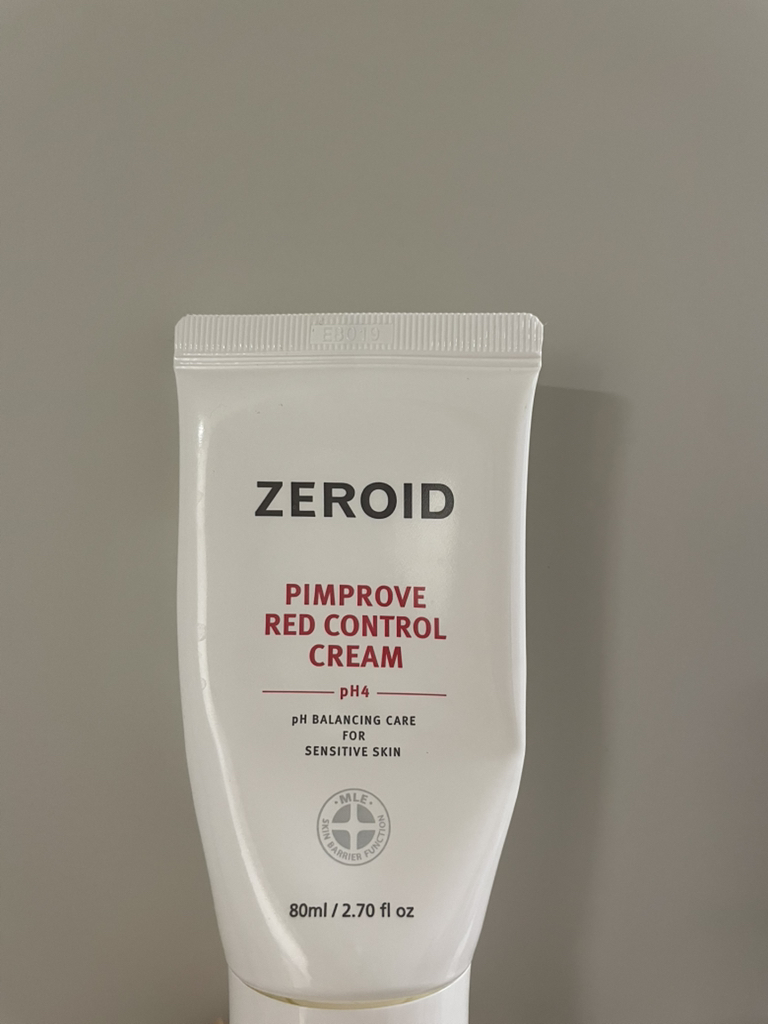 EB019
ZEROID
PIMPROVE
RED CONTROL
CREAM
pH4
pH BALANCING CARE
FOR
SENSITIVE SKIN
• MLE •
SKIN BARRIER FUNCTION
80ml / 2.70 fl oz